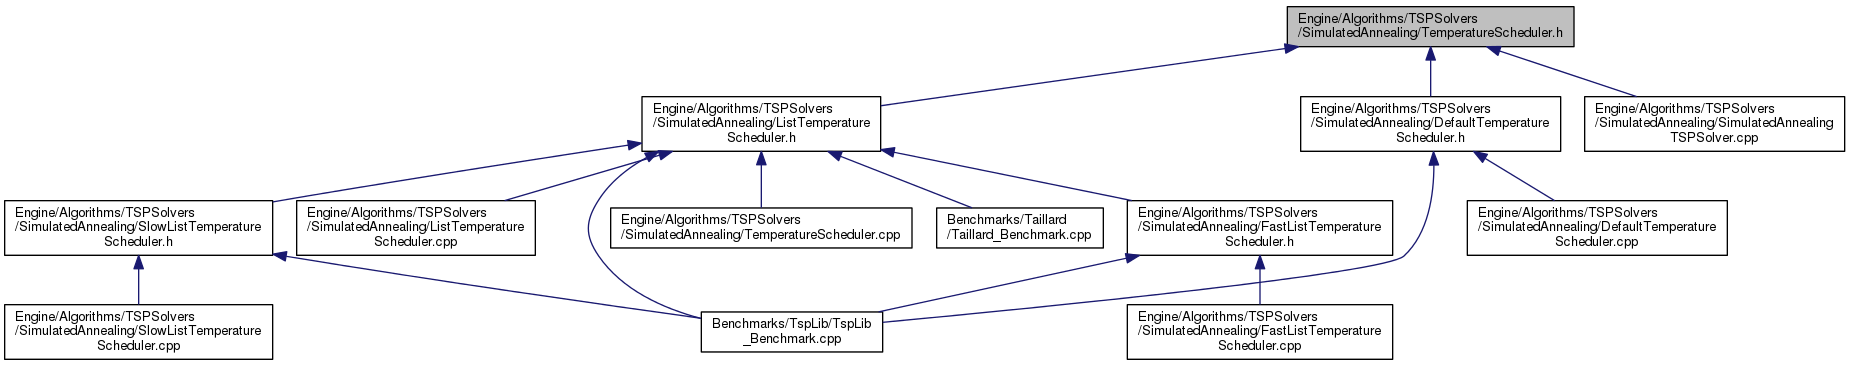 Engine/Algorithms/TSPSolvers
/SimulatedAnnealing/TemperatureScheduler.h
Engine/Algorithms/TSPSolvers
/SimulatedAnnealing/ListTemperature
Scheduler.h
Engine/Algorithms/TSPSolvers
/SimulatedAnnealing/DefaultTemperature
Scheduler.h
Engine/Algorithms/TSPSolvers
/SimulatedAnnealing/SimulatedAnnealing
TSPSolver.cpp
Engine/Algorithms/TSPSolvers
/SimulatedAnnealing/SlowListTemperature
Scheduler.h
Engine/Algorithms/TSPSolvers
/SimulatedAnnealing/ListTemperature
Scheduler.cpp
Engine/Algorithms/TSPSolvers
/SimulatedAnnealing/TemperatureScheduler.cpp
Benchmarks/Taillard
/Taillard_Benchmark.cpp
Engine/Algorithms/TSPSolvers
/SimulatedAnnealing/FastListTemperature
Scheduler.h
Engine/Algorithms/TSPSolvers
/SimulatedAnnealing/DefaultTemperature
Scheduler.cpp
Engine/Algorithms/TSPSolvers
/SimulatedAnnealing/SlowListTemperature
Scheduler.cpp
Benchmarks/TspLib/TspLib
_Benchmark.cpp
Engine/Algorithms/TSPSolvers
/SimulatedAnnealing/FastListTemperature
Scheduler.cpp